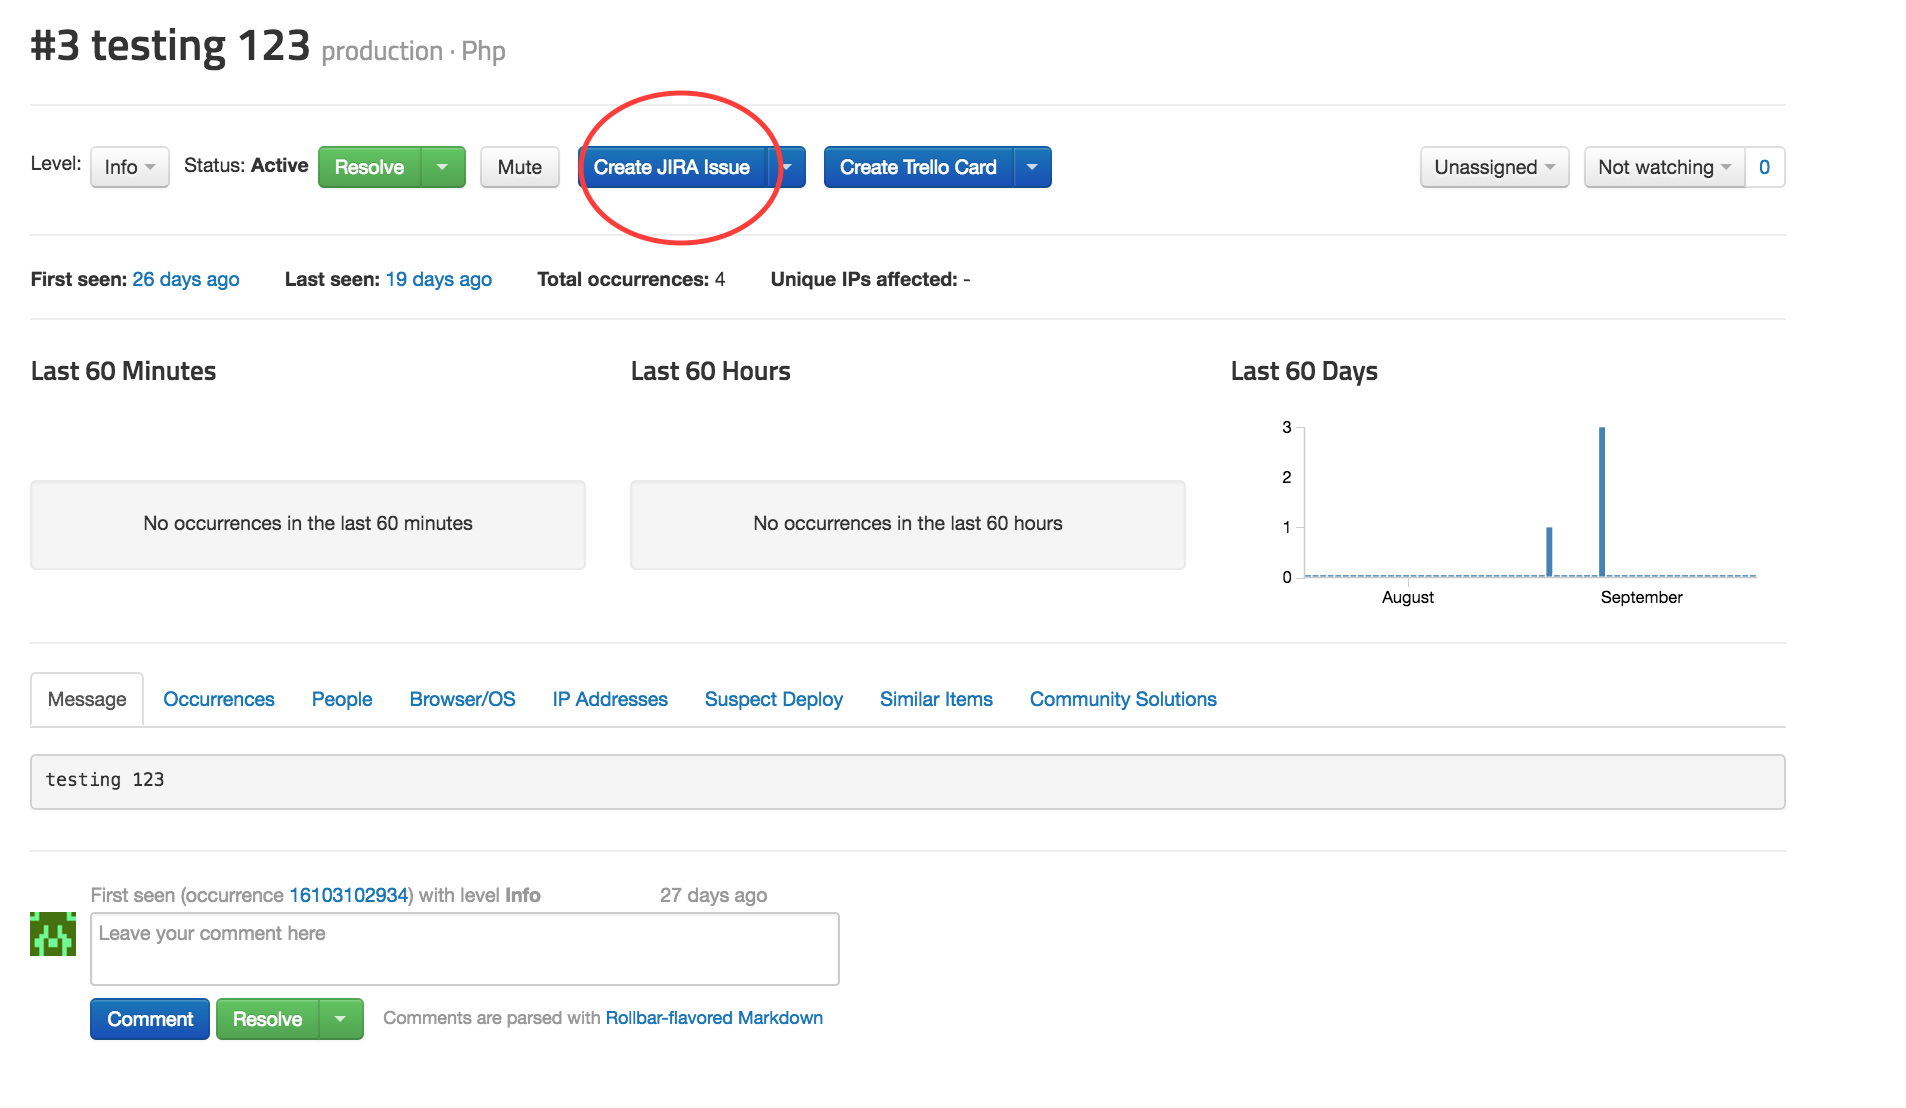 #3 testing 123 production · Php
Level: Info Status: Active Resolve Mute Create JIRA Issue Create Trello Card Unassigned Not watching 0
First seen: 26 days ago Last seen: 19 days ago Total occurrences: 4 Unique IPs affected: -
Last 60 Minutes Last 60 Hours Last 60 Days
No occurrences in the last 60 minutes
No occurrences in the last 60 hours
3
2
1
0
August September
Message Occurrences People Browser/OS IP Addresses Suspect Deploy Similar Items Community Solutions
testing 123
First seen (occurrence 16103102934) with level Info 27 days ago
Leave your comment here
Comment Resolve Comments are parsed with Rollbar-flavored Markdown